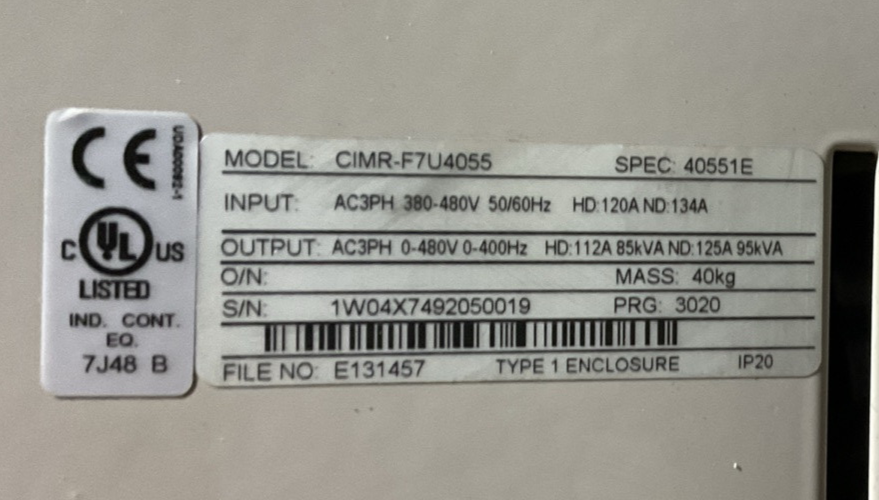 CE
UDA00092-1
C UL US
LISTED
IND. CONT.
EQ.
7J48 B
MODEL: CIMR-F7U4055 SPEC: 40551E
INPUT: AC3PH 380-480V 50/60Hz HD:120A ND:134A
OUTPUT: AC3PH 0-480V 0-400Hz HD:112A 85kVA ND:125A 95kVA
O/N: MASS: 40kg
S/N: 1W04X7492050019 PRG: 3020
FILE NO: E131457 TYPE 1 ENCLOSURE IP20